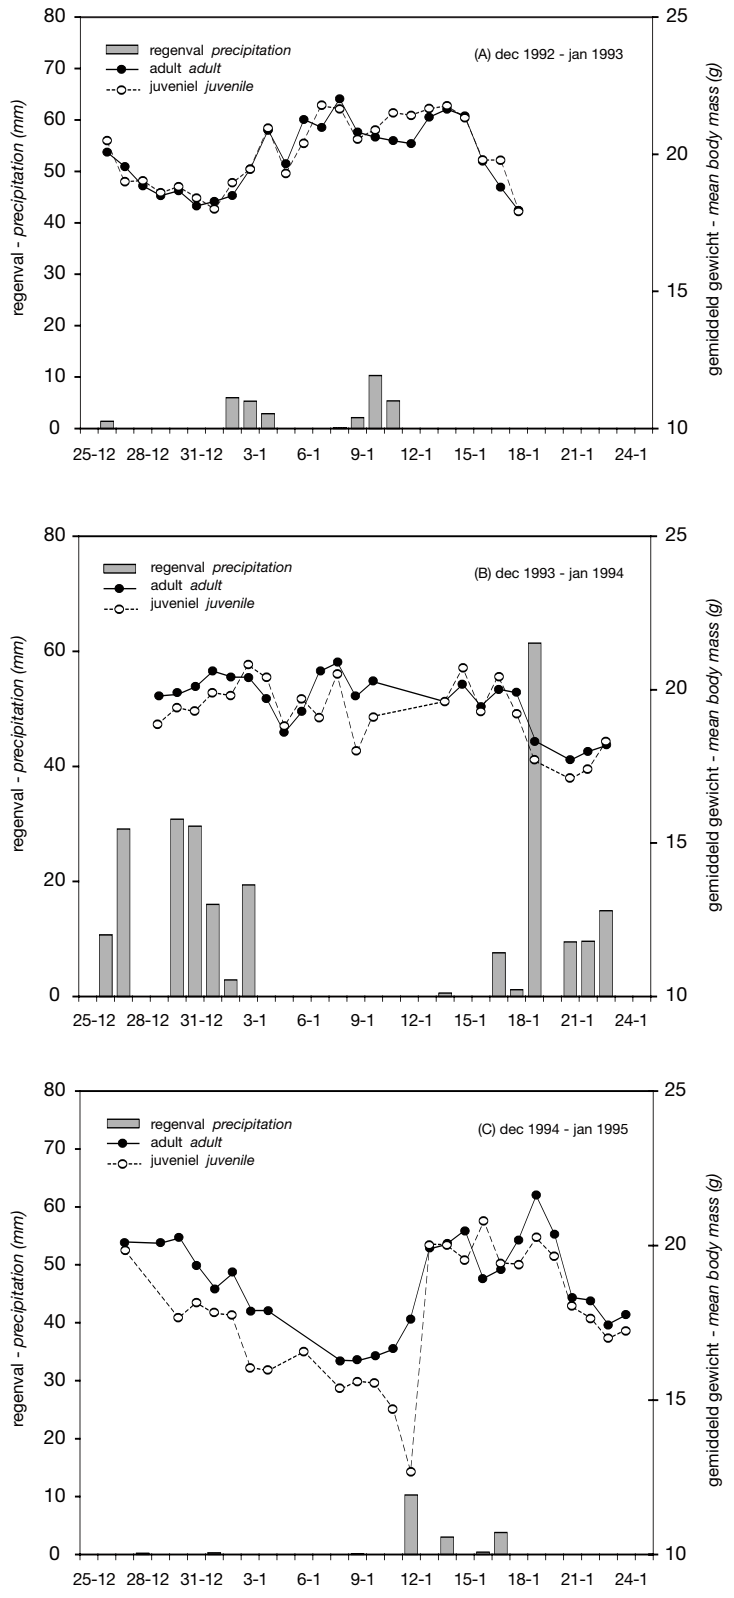 80
70
60
50
40
30
20
10
0
regenval - precipitation (mm)
regenval precipitation
adult adult
juveniel juvenile
(A) dec 1992 - jan 1993
25
20
15
10
gemiddeld gewicht - mean body mass (g)
25-12 28-12 31-12 3-1 6-1 9-1 12-1 15-1 18-1 21-1 24-1
80
60
40
20
0
regenval - precipitation (mm)
regenval precipitation
adult adult
juveniel juvenile
(B) dec 1993 - jan 1994
25
20
15
10
gemiddeld gewicht - mean body mass (g)
25-12 28-12 31-12 3-1 6-1 9-1 12-1 15-1 18-1 21-1 24-1
80
70
60
50
40
30
20
10
0
regenval - precipitation (mm)
regenval precipitation
adult adult
juveniel juvenile
(C) dec 1994 - jan 1995
25
20
15
10
gemiddeld gewicht - mean body mass (g)
25-12 28-12 31-12 3-1 6-1 9-1 12-1 15-1 18-1 21-1 24-1